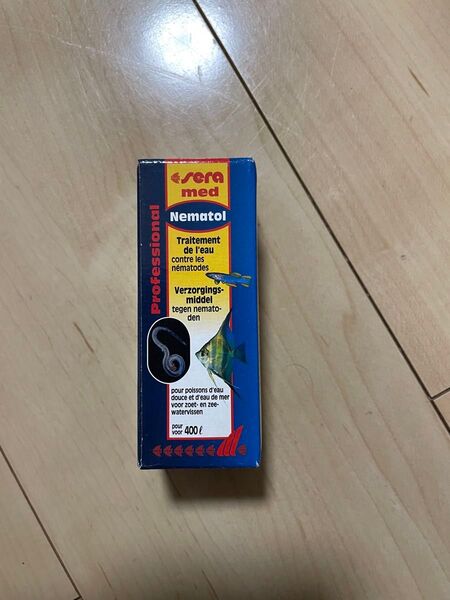 sera
med
Nematol
Professional
Traitement
de l'eau
contre les
nématodes
Verzorgings-
middel
tegen nemato-
den
pour poissons d'eau
douce et d'eau de mer
voor zoet- en zee-
watervissen
pour
voor 400 ℓ